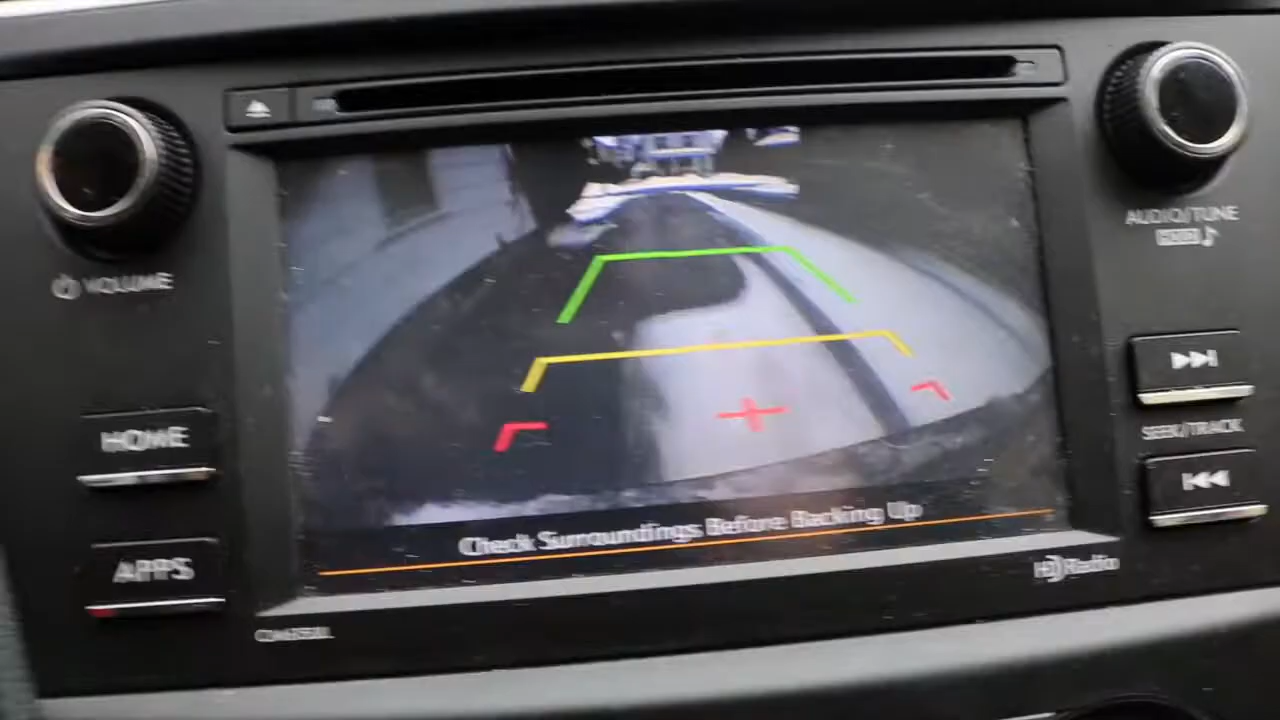 VOLUME
AUDIO/TUNE
HOME
SEEK/TRACK
Check Surroundings Before Backing Up
APPS
HD Radio